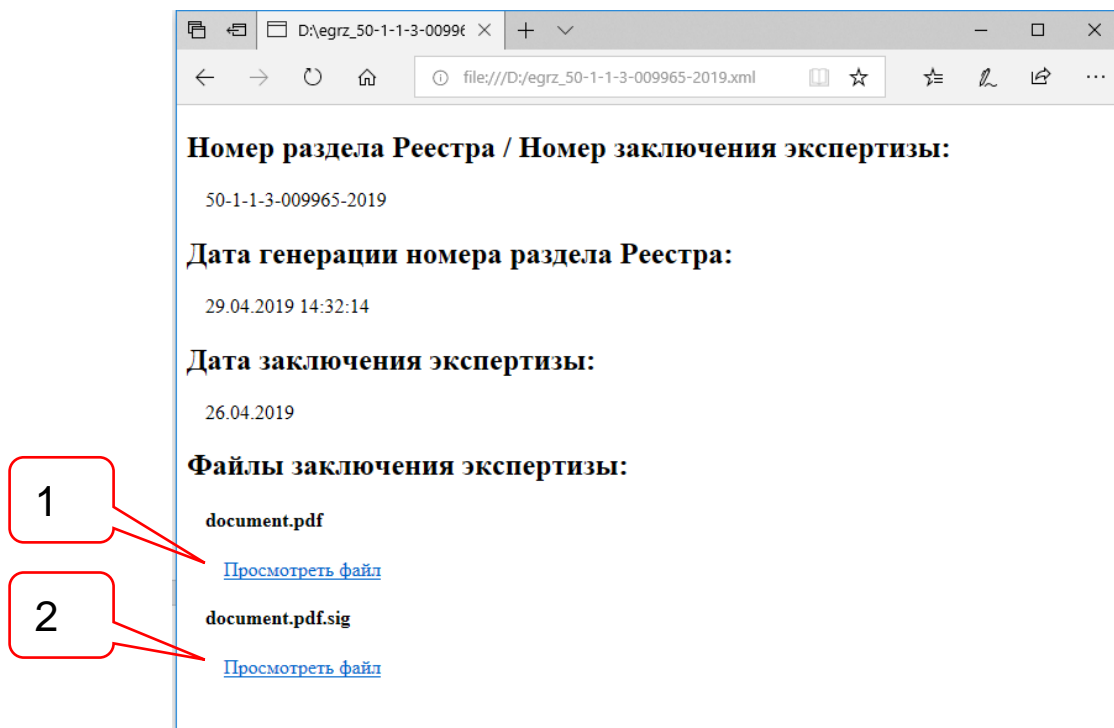 D:\egrz_50-1-1-3-0099
file:///D:/egrz_50-1-1-3-009965-2019.xml
Номер раздела Реестра / Номер заключения экспертизы:
50-1-1-3-009965-2019
Дата генерации номера раздела Реестра:
29.04.2019 14:32:14
Дата заключения экспертизы:
26.04.2019
Файлы заключения экспертизы:
document.pdf
1
Просмотреть файл
document.pdf.sig
2
Просмотреть файл